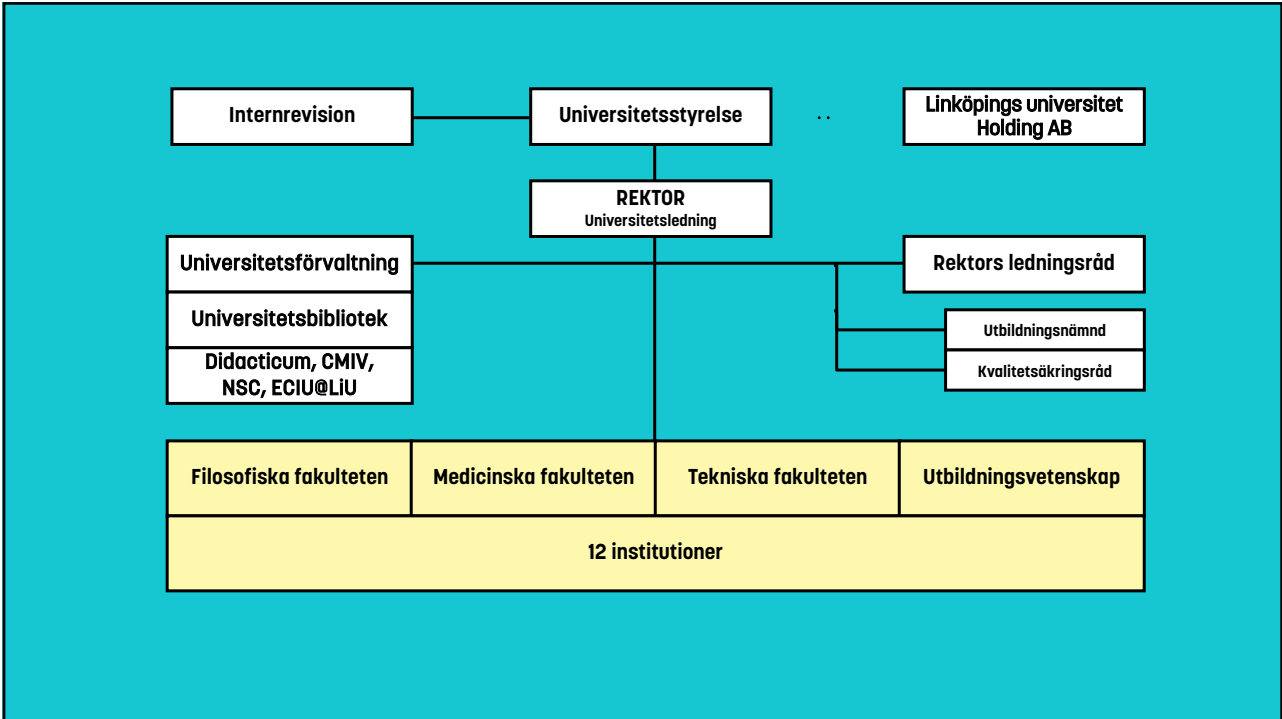 Internrevision
Universitetsstyrelse
Linköpings universitet
Holding AB
REKTOR
Universitetsledning
Universitetsförvaltning
Rektors ledningsråd
Universitetsbibliotek
Utbildningsnämnd
Didacticum, CMIV,
NSC, ECIU@LiU
Kvalitetsäkringsråd
Filosofiska fakulteten
Medicinska fakulteten
Tekniska fakulteten
Utbildningsvetenskap
12 institutioner